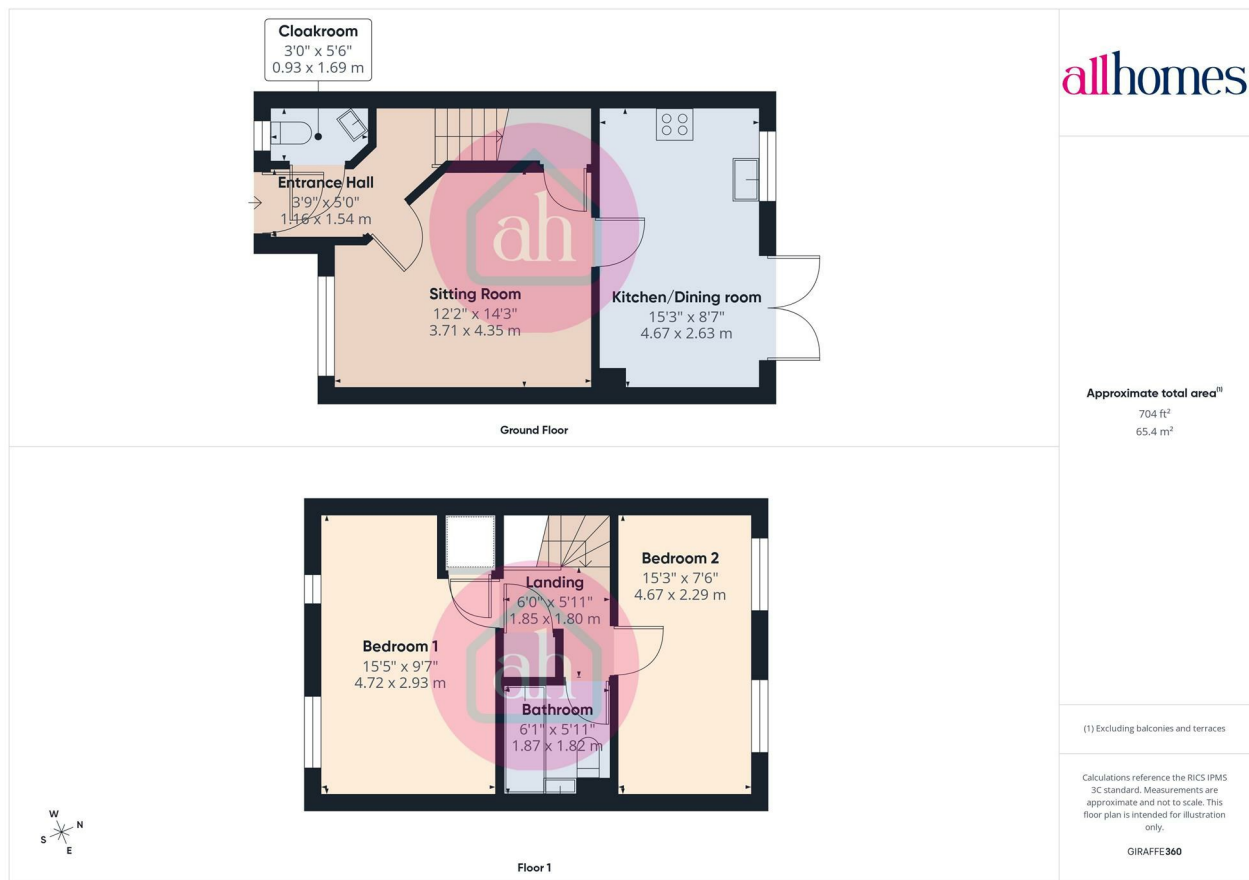 Cloakroom
3'0" x 5'6"
0.93 x 1.69 m
Entrance Hall
3'9" x 5'0"
1.16 x 1.54 m
ah
Sitting Room
12'2" x 14'3"
3.71 x 4.35 m
Kitchen/Dining room
15'3" x 8'7"
4.67 x 2.63 m
Ground Floor
Bedroom 1
15'5" x 9'7"
4.72 x 2.93 m
Landing
6'0" x 5'11"
1.85 x 1.80 m
ah
Bathroom
6'1" x 5'11"
1.87 x 1.82 m
Bedroom 2
15'3" x 7'6"
4.67 x 2.29 m
W
N
S
E
Floor 1
allhomes
Approximate total area(1)
704 ft²
65.4 m²
(1) Excluding balconies and terraces
Calculations reference the RICS IPMS
3C standard. Measurements are
approximate and not to scale. This
floor plan is intended for illustration
only.
GIRAFFE360